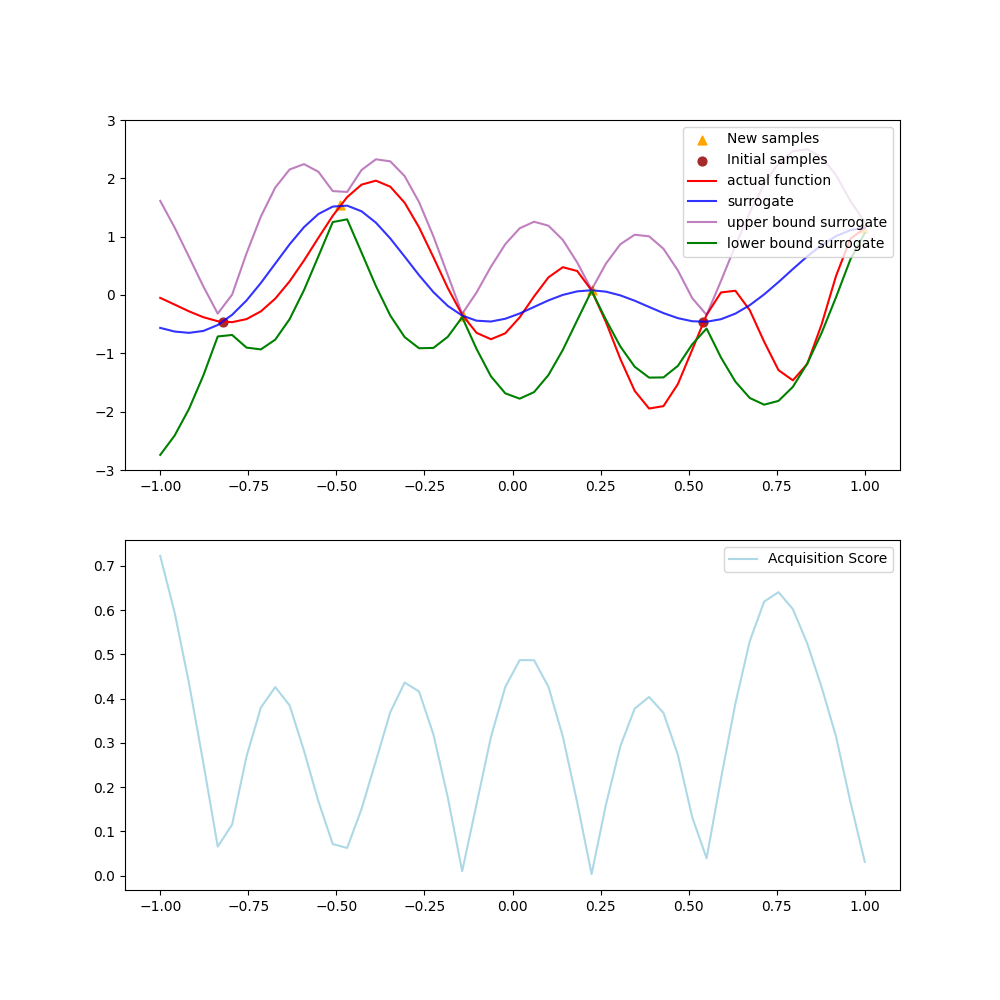 3
2
1
0
−1
−2
−3
New samples
Initial samples
actual function
surrogate
upper bound surrogate
lower bound surrogate
−1.00 −0.75 −0.50 −0.25 0.00 0.25 0.50 0.75 1.00
0.7
0.6
0.5
0.4
0.3
0.2
0.1
0.0
Acquisition Score
−1.00 −0.75 −0.50 −0.25 0.00 0.25 0.50 0.75 1.00